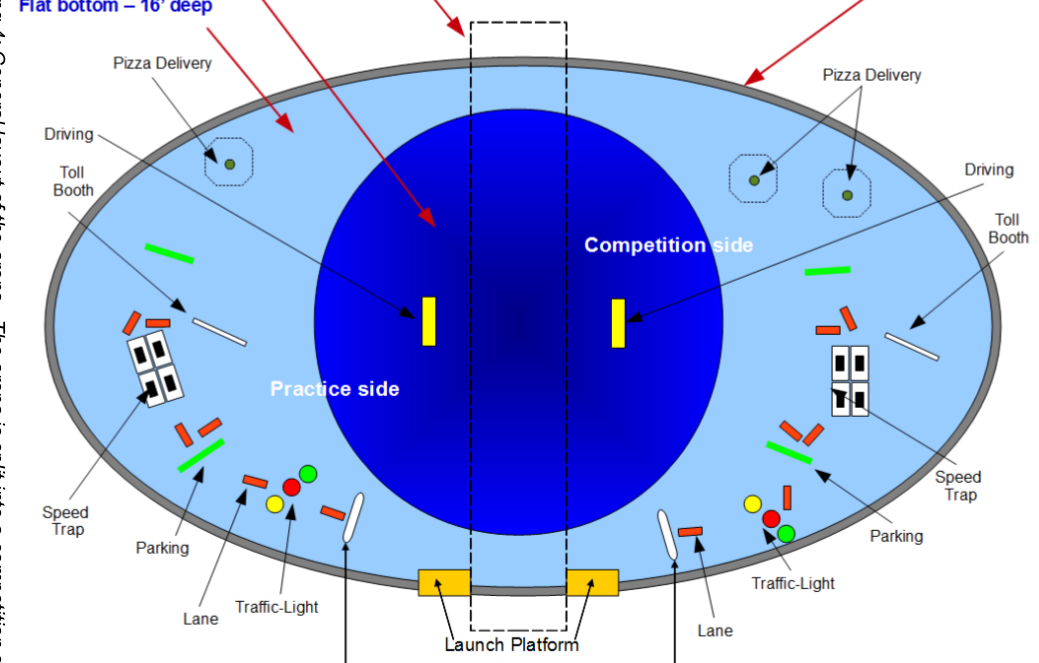 Flat bottom – 16' deep
Pizza Delivery
Pizza Delivery
Driving
Driving
Toll
Booth
Toll
Booth
Competition side
Practice side
Speed
Trap
Speed
Trap
Parking
Parking
Lane
Traffic-Light
Traffic-Light
Lane
Launch Platform